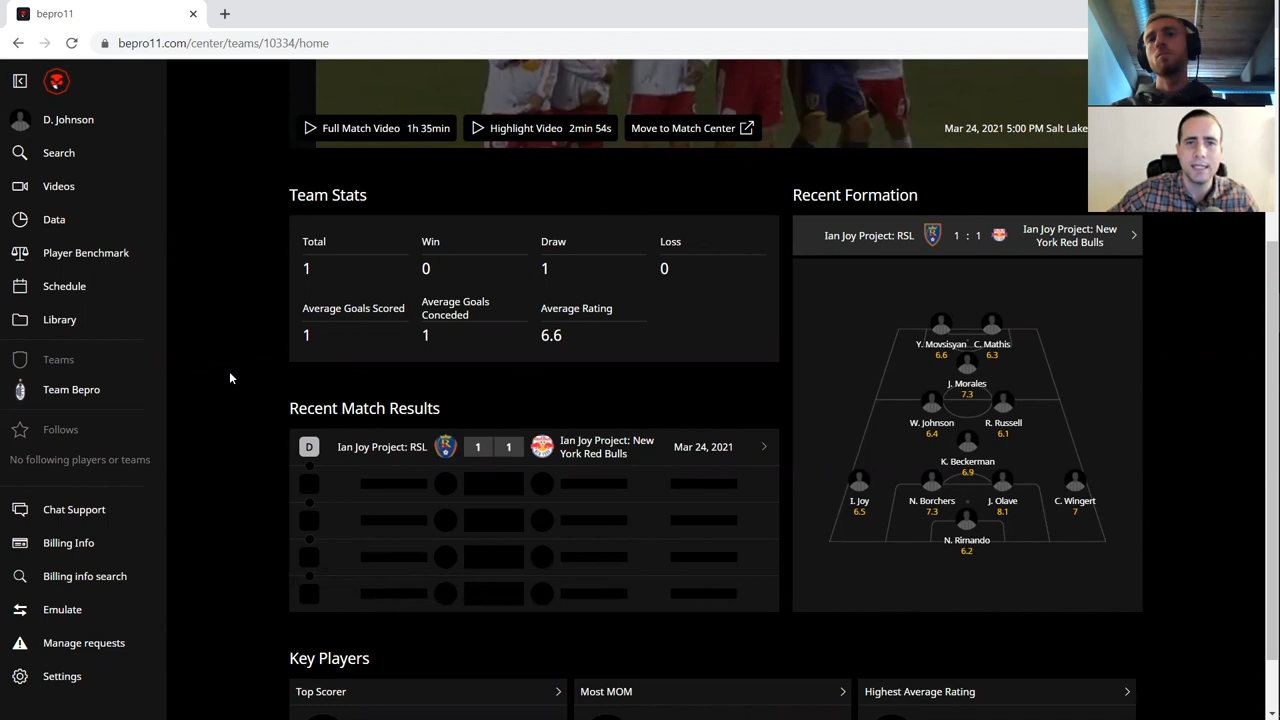 bepro11
bepro11.com/center/teams/10334/home
D. Johnson
Search
Videos
Data
Player Benchmark
Schedule
Library
Teams
Team Bepro
Follows
No following players or teams
Chat Support
Billing Info
Billing info search
Emulate
Manage requests
Settings
Full Match Video 1h 35min
Highlight Video 2min 54s
Move to Match Center
Mar 24, 2021 5:00 PM Salt Lake
Team Stats
Total Win Draw Loss
1 0 1 0
Average Goals Scored
Average Goals
Conceded
Average Rating
1 1 6.6
Recent Match Results
D Ian Joy Project: RSL 1 1 Ian Joy Project: New
York Red Bulls
Mar 24, 2021
Recent Formation
Ian Joy Project: RSL 1 : 1 Ian Joy Project: New
York Red Bulls
Y. Movsisyan C. Mathis
6.6 6.3
J. Morales
7.3
W. Johnson R. Russell
6.4 6.1
K. Beckerman
6.9
I. Joy N. Borchers J. Olave C. Wingert
6.5 7.3 8.1 7
N. Rimando
6.2
Key Players
Top Scorer
Most MOM
Highest Average Rating